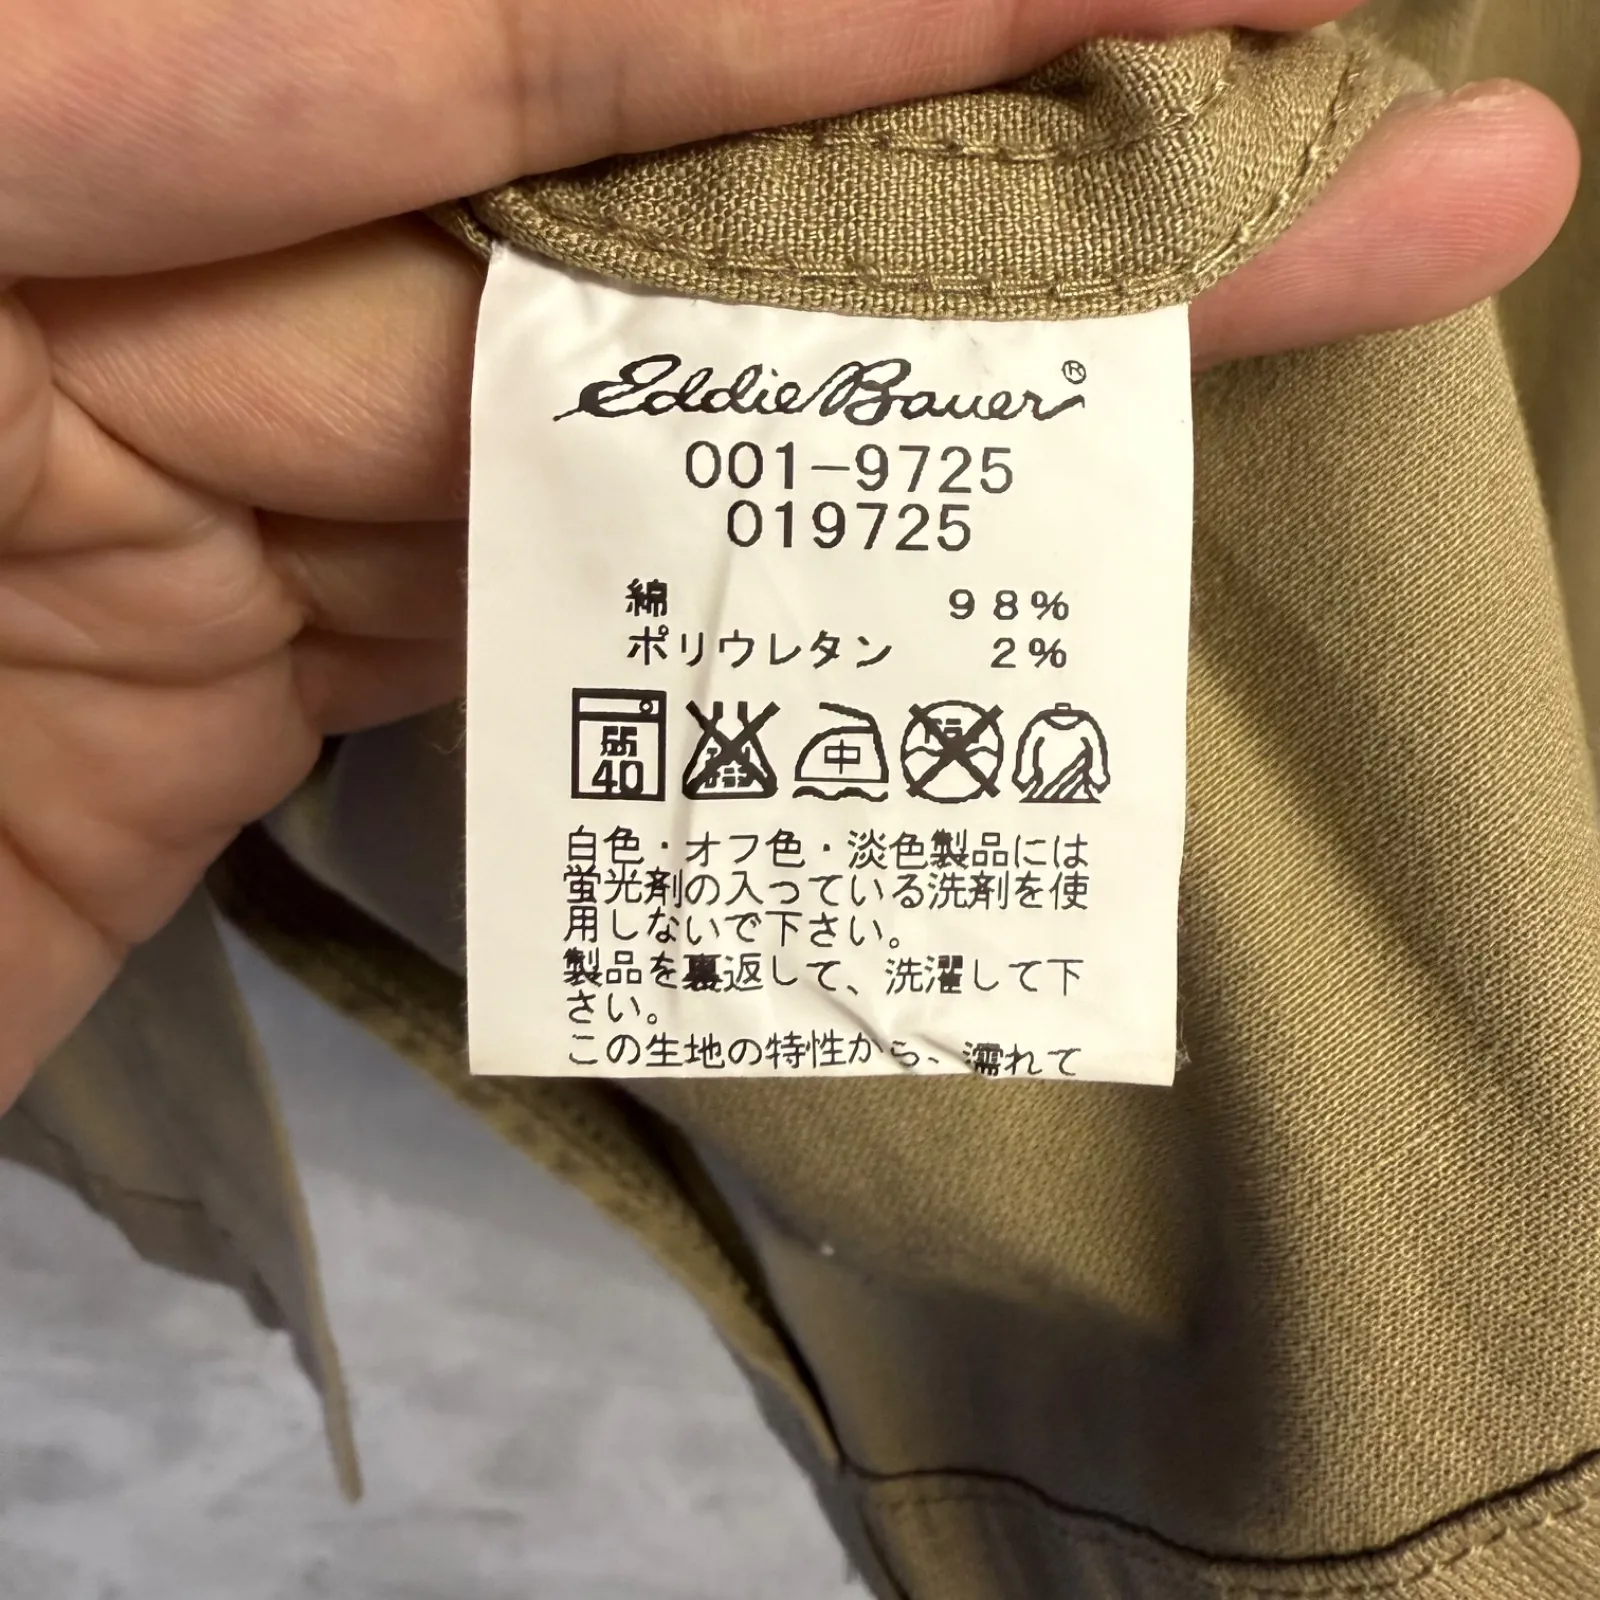 Eddie Bauer®
001-9725
019725
綿 98%
ポリウレタン 2%
40
中
白色・オフ色・淡色製品には
蛍光剤の入っている洗剤を使
用しないで下さい。
製品を裏返して、洗濯して下
さい。
この生地の特性から、濡れて